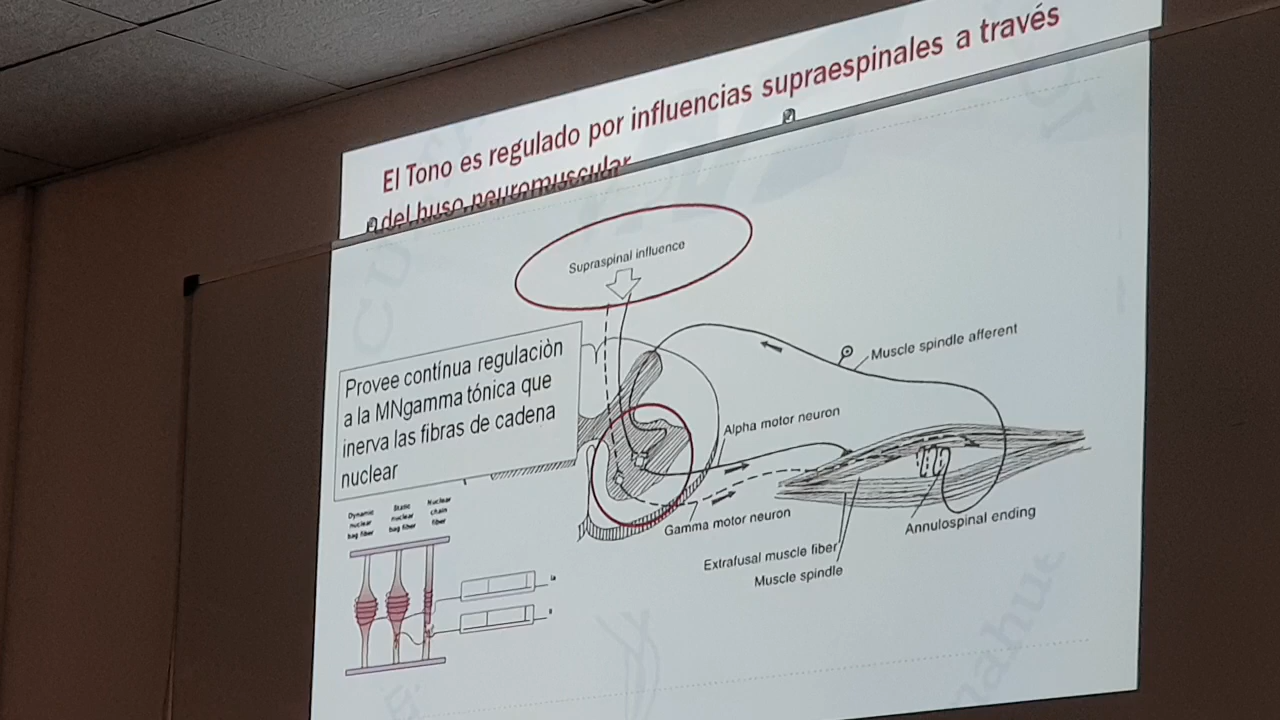 El Tono es regulado por influencias supraespinales a través
del huso neuromuscular
Supraspinal influence
Provee contínua regulaciòn
a la MNgamma tónica que
inerva las fibras de cadena
nuclear
Muscle spindle afferent
Alpha motor neuron
Gamma motor neuron
Annulospinal ending
Extrafusal muscle fiber
Muscle spindle
Dynamic
nuclear
bag fiber
Static
nuclear
bag fiber
Nuclear
chain
fiber